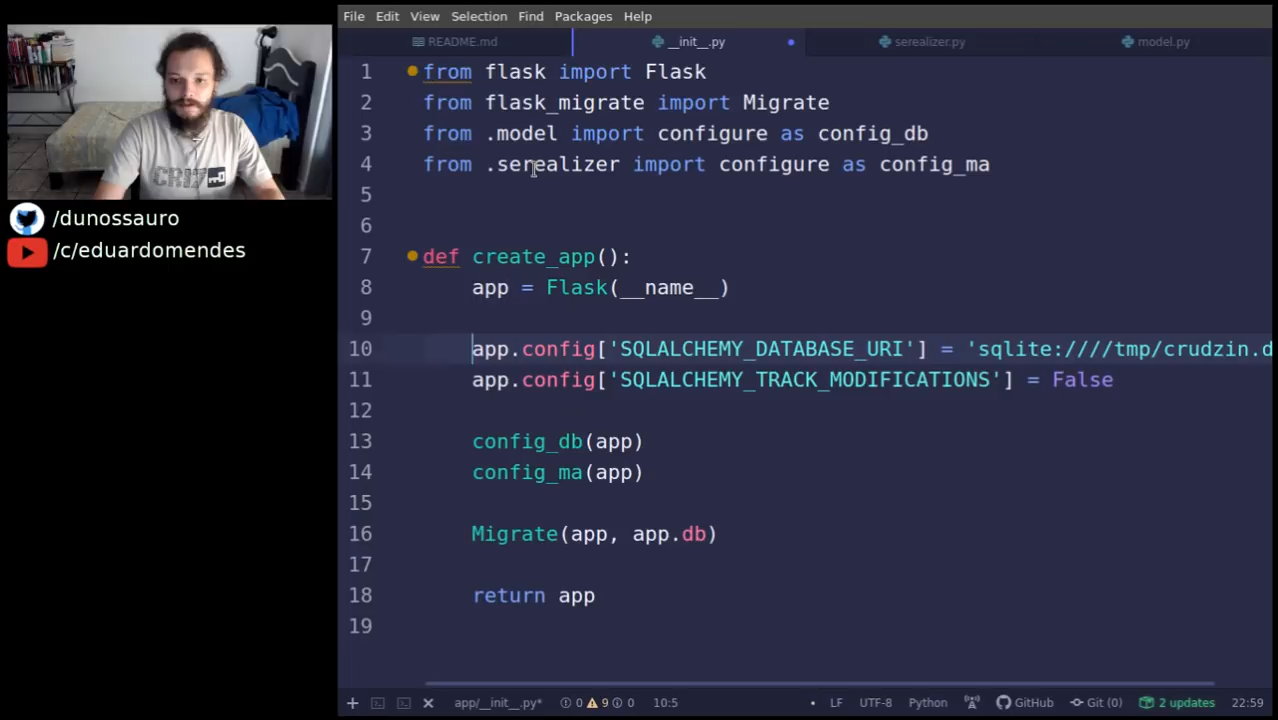 File Edit View Selection Find Packages Help
README.md __init__.py serealizer.py model.py
1 from flask import Flask
2 from flask_migrate import Migrate
3 from .model import configure as config_db
4 from .serealizer import configure as config_ma
5
6
7 def create_app():
8 app = Flask(__name__)
9
10 app.config['SQLALCHEMY_DATABASE_URI'] = 'sqlite:////tmp/crudzin.d
11 app.config['SQLALCHEMY_TRACK_MODIFICATIONS'] = False
12
13 config_db(app)
14 config_ma(app)
15
16 Migrate(app, app.db)
17
18 return app
19
app/__init__.py* 0 9 0 10:5 LF UTF-8 Python GitHub Git (0) 2 updates 22:59
/dunossauro
/c/eduardomendes